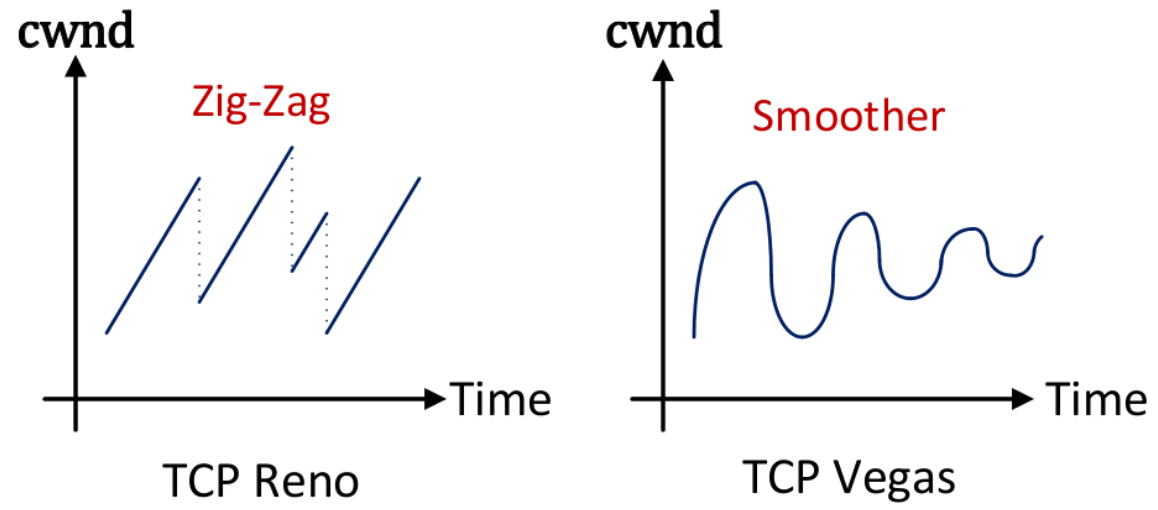 cwnd
Zig-Zag
Time
TCP Reno
cwnd
Smoother
Time
TCP Vegas